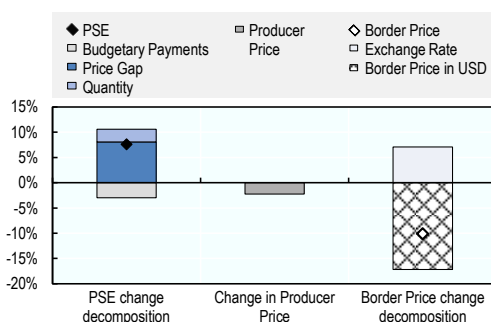 PSE
Producer
Price
Border Price
Budgetary Payments
Exchange Rate
Price Gap
Border Price in USD
Quantity
15%
10%
5%
0%
-5%
-10%
-15%
-20%
PSE change
decomposition
Change in Producer
Price
Border Price change
decomposition